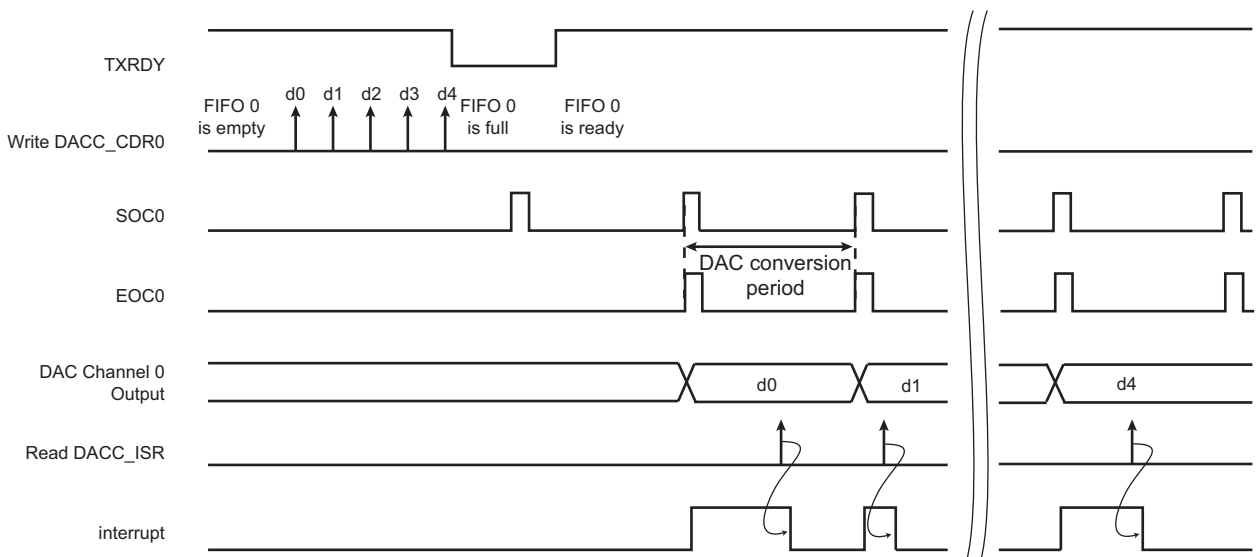 TXRDY
d0 d1 d2 d3 d4
FIFO 0
is empty
FIFO 0
is full
FIFO 0
is ready
Write DACC_CDR0
SOC0
DAC conversion
period
EOC0
DAC Channel 0
Output
d0
d1
d4
Read DACC_ISR
interrupt